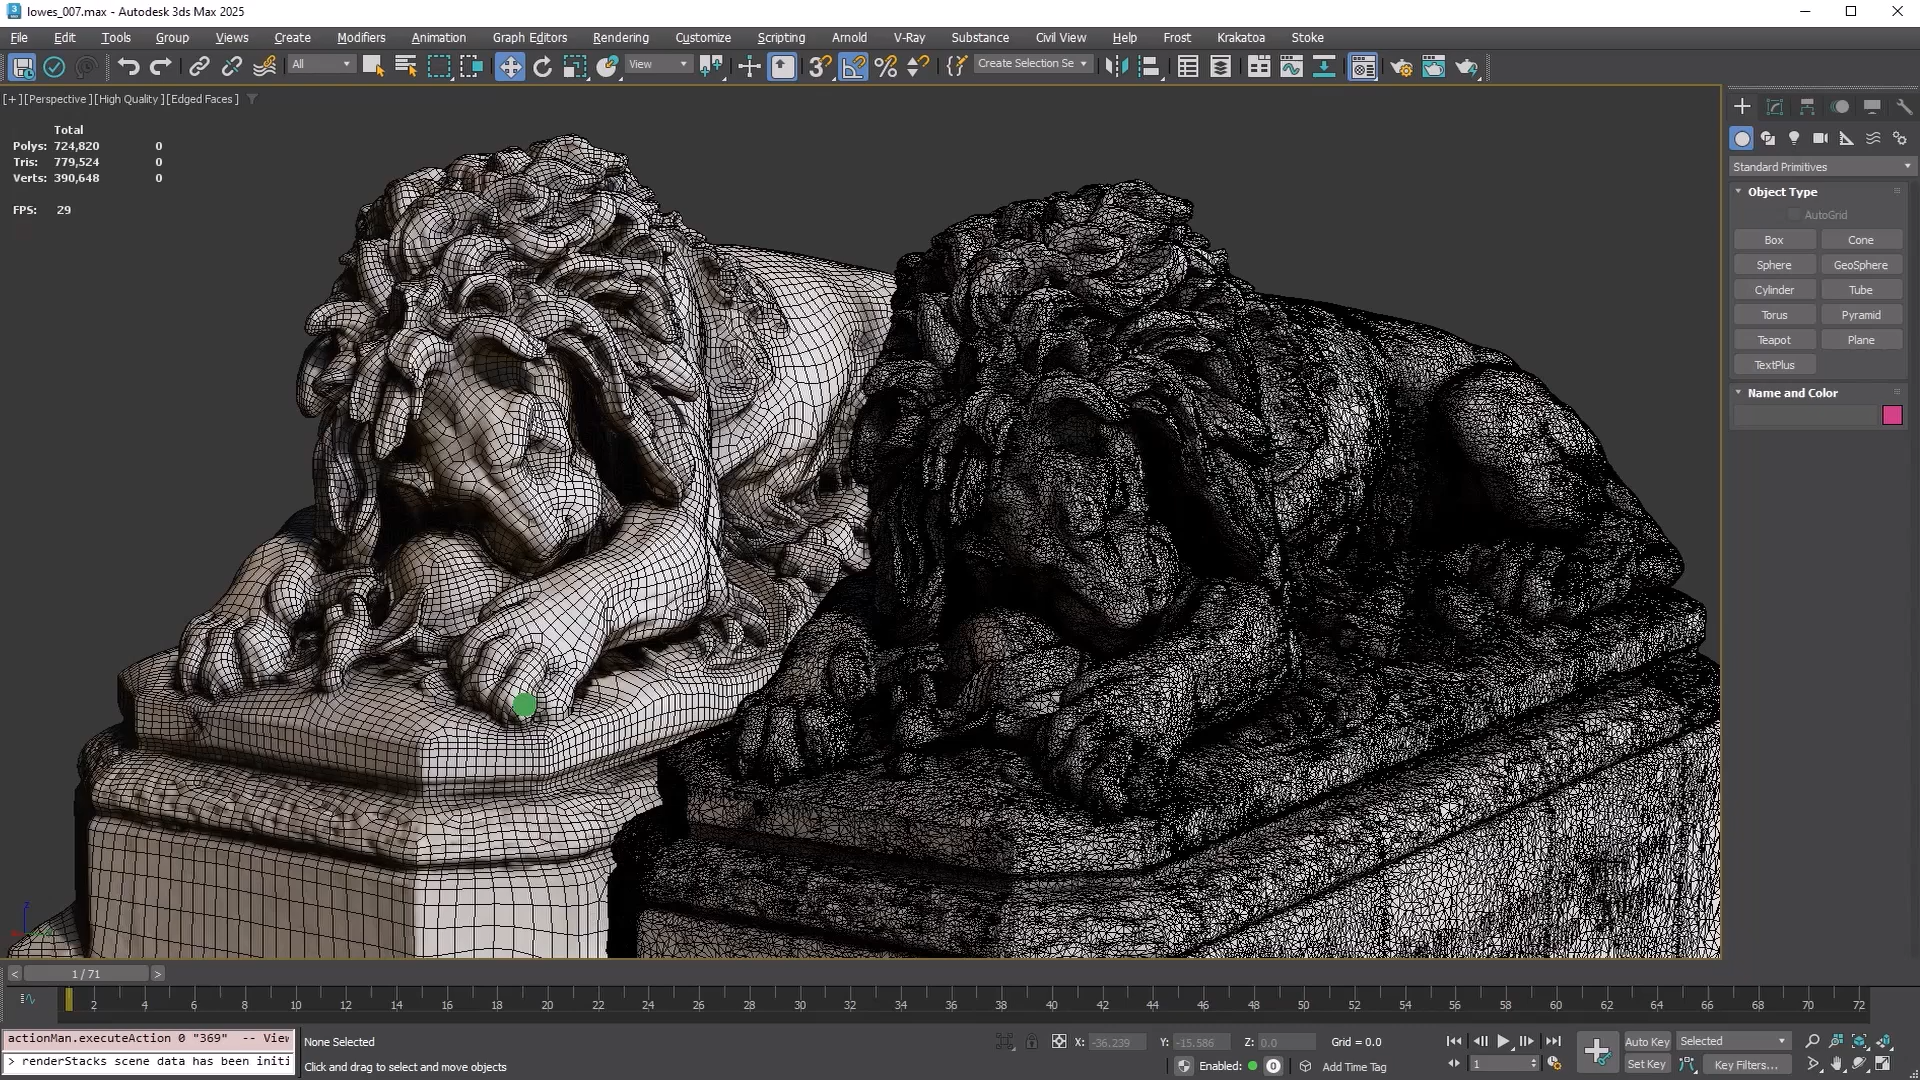 lowes_007.max - Autodesk 3ds Max 2025
File Edit Tools Group Views Create Modifiers Animation Graph Editors Rendering Customize Scripting Arnold V-Ray Substance Civil View Help Frost Krakatoa Stoke
All
View
Create Selection Se
[+][Perspective][High Quality][Edged Faces]
Total
Polys: 724,820 0
Tris: 779,524 0
Verts: 390,648 0
FPS: 29
Standard Primitives
Object Type
AutoGrid
Box Cone
Sphere GeoSphere
Cylinder Tube
Torus Pyramid
Teapot Plane
TextPlus
Name and Color
< 1 / 71 >
2 4 6 8 10 12 14 16 18 20 22 24 26 28 30 32 34 36 38 40 42 44 46 48 50 52 54 56 58 60 62 64 66 68 70 72
actionMan.executeAction 0 "369" -- View
> renderStacks scene data has been initi
None Selected
Click and drag to select and move objects
X: -36.239 Y: -15.586 Z: 0.0 Grid = 0.0
Enabled: 0 Add Time Tag
1
Auto Key Selected
Set Key Key Filters...